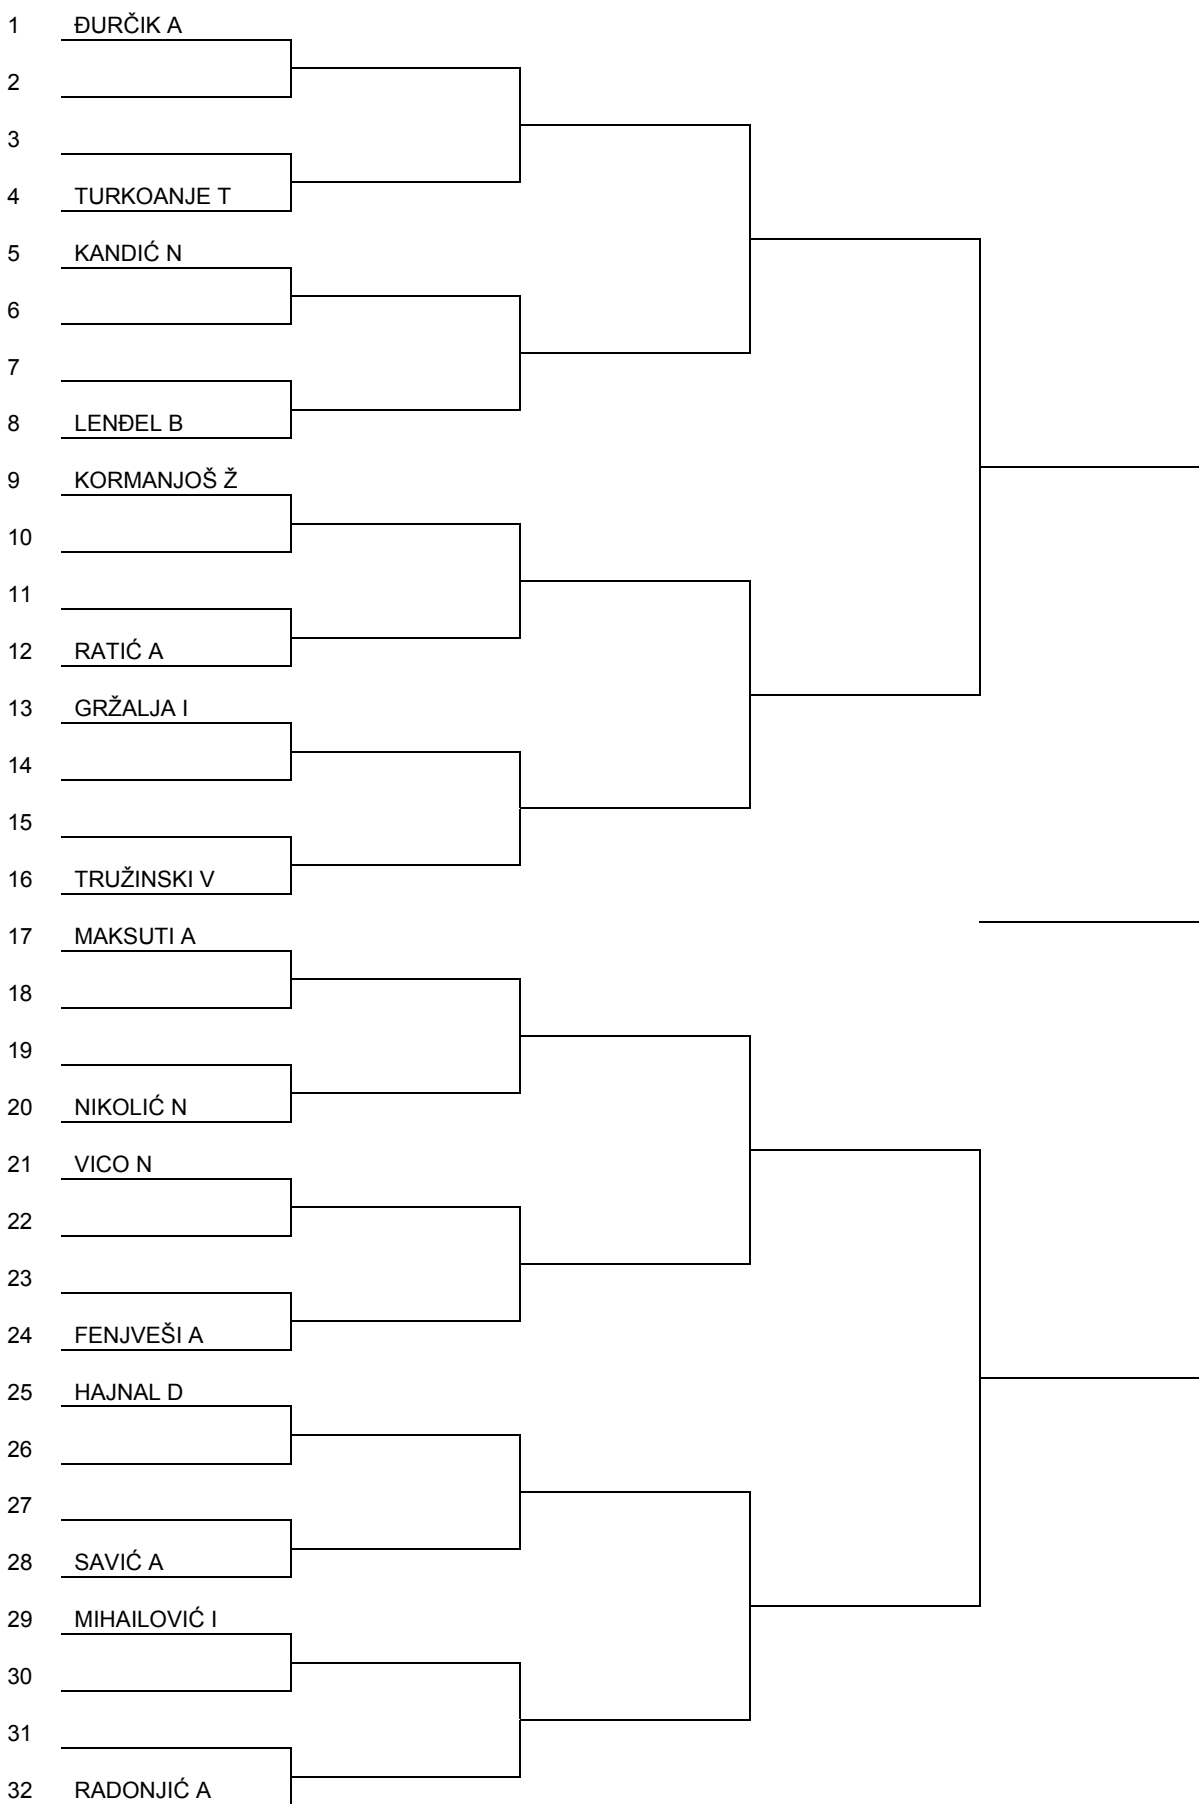 1 ĐURČIK A
2
3
4 TURKOANJE T
5 KANDIĆ N
6
7
8 LENĐEL B
9 KORMANJOŠ Ž
10
11
12 RATIĆ A
13 GRŽALJA I
14
15
16 TRUŽINSKI V
17 MAKSUTI A
18
19
20 NIKOLIĆ N
21 VICO N
22
23
24 FENJVEŠI A
25 HAJNAL D
26
27
28 SAVIĆ A
29 MIHAILOVIĆ I
30
31
32 RADONJIĆ A